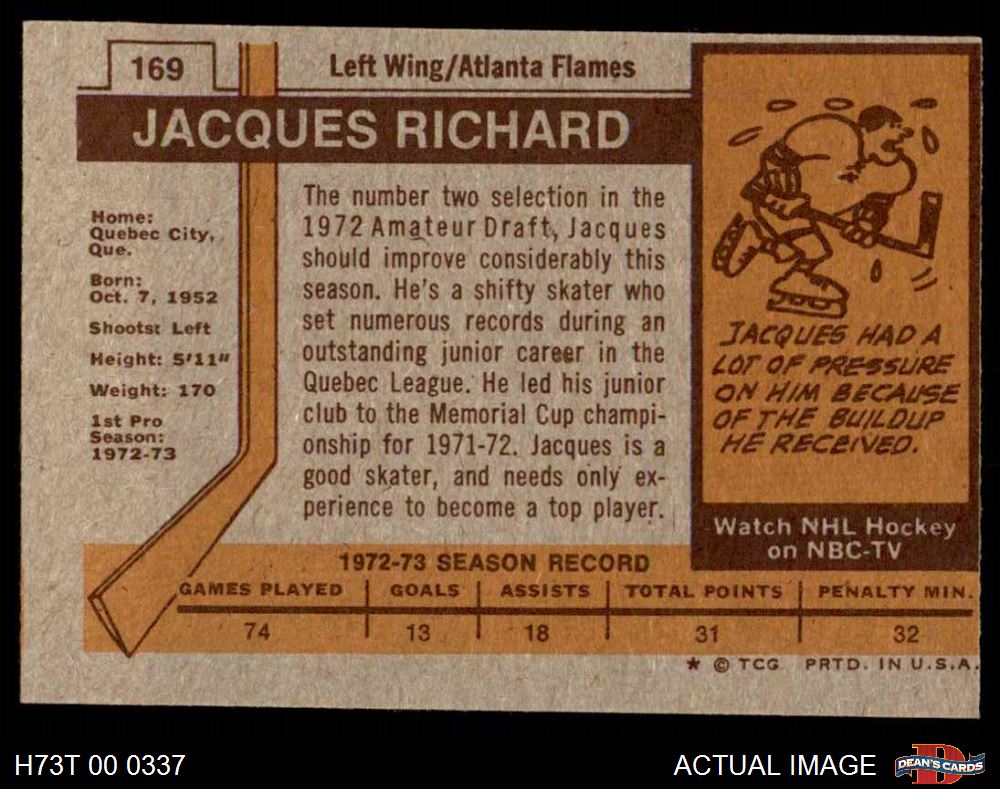 169
Left Wing/Atlanta Flames
JACQUES RICHARD
Home:
Quebec City,
Que.
Born:
Oct. 7, 1952
Shoots: Left
Height: 5'11"
Weight: 170
1st Pro
Season:
1972-73
The number two selection in the
1972 Amateur Draft, Jacques
should improve considerably this
season. He's a shifty skater who
set numerous records during an
outstanding junior career in the
Quebec League. He led his junior
club to the Memorial Cup champi-
onship for 1971-72. Jacques is a
good skater, and needs only ex-
perience to become a top player.
JACQUES HAD A
LOT OF PRESSURE
ON HIM BECAUSE
OF THE BUILDUP
HE RECEIVED.
Watch NHL Hockey
on NBC-TV
1972-73 SEASON RECORD
GAMES PLAYED GOALS ASSISTS TOTAL POINTS PENALTY MIN.
74 13 18 31 32
* © TCG PRTD. IN U.S.A.
H73T 00 0337
ACTUAL IMAGE
DEAN'S CARDS